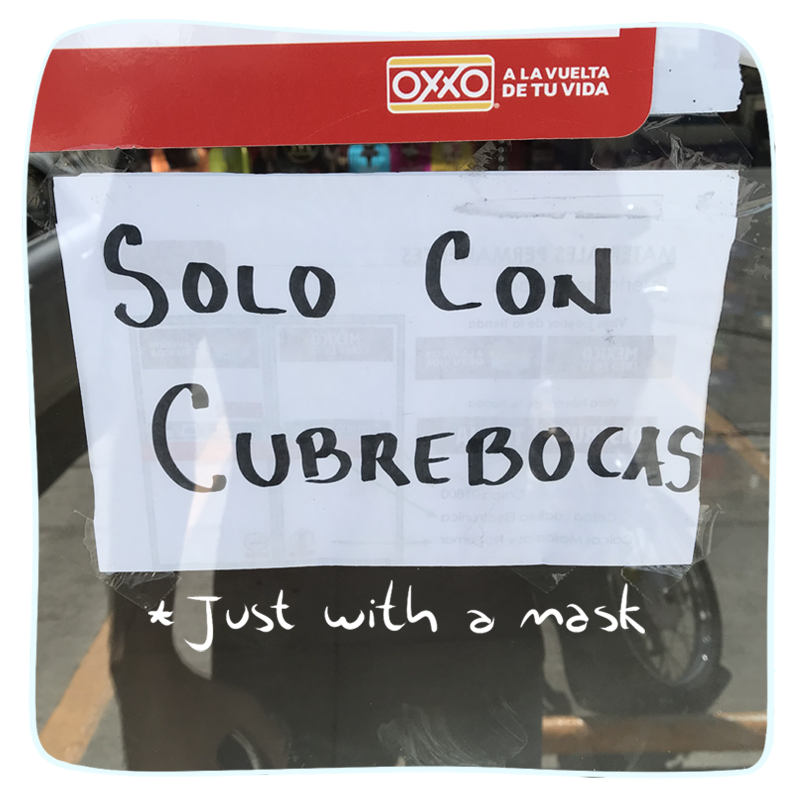 OXXO
A LA VUELTA
DE TU VIDA
SOLO CON
CUBREBOCAS
*Just with a mask